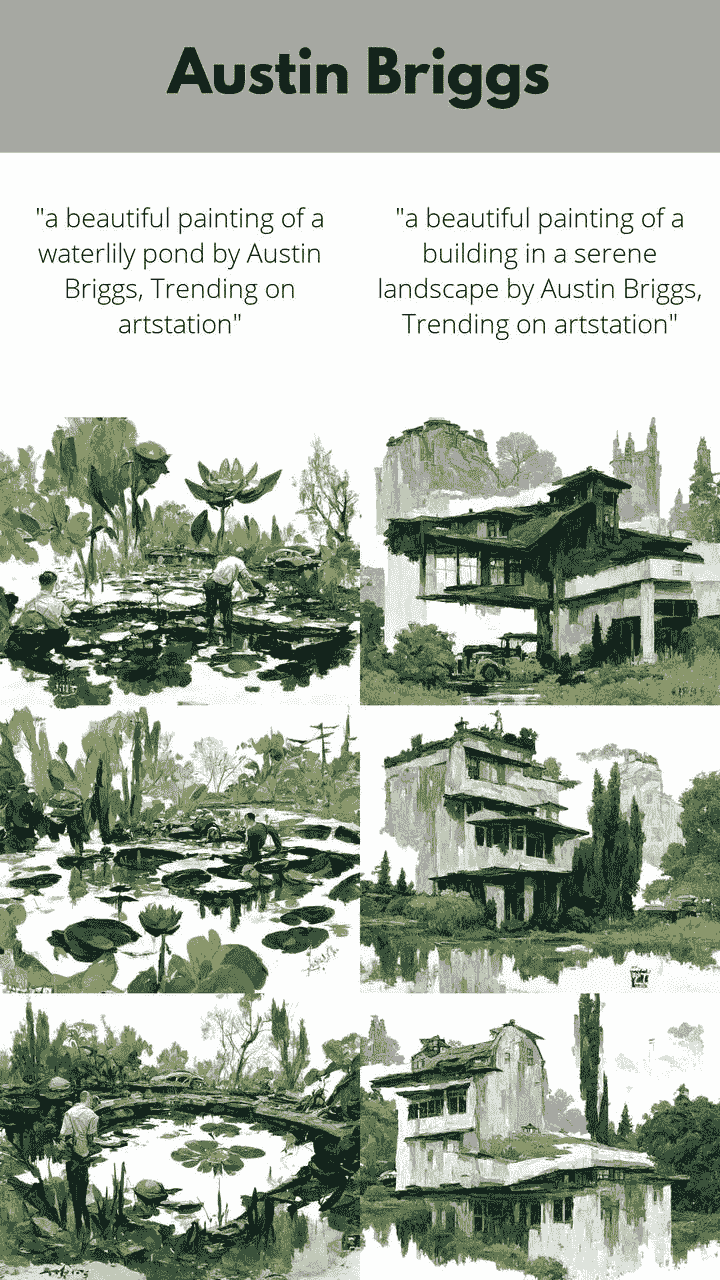 Austin Briggs
"a beautiful painting of a
waterlily pond by Austin
Briggs, Trending on
artstation"
"a beautiful painting of a
building in a serene
landscape by Austin Briggs,
Trending on artstation"